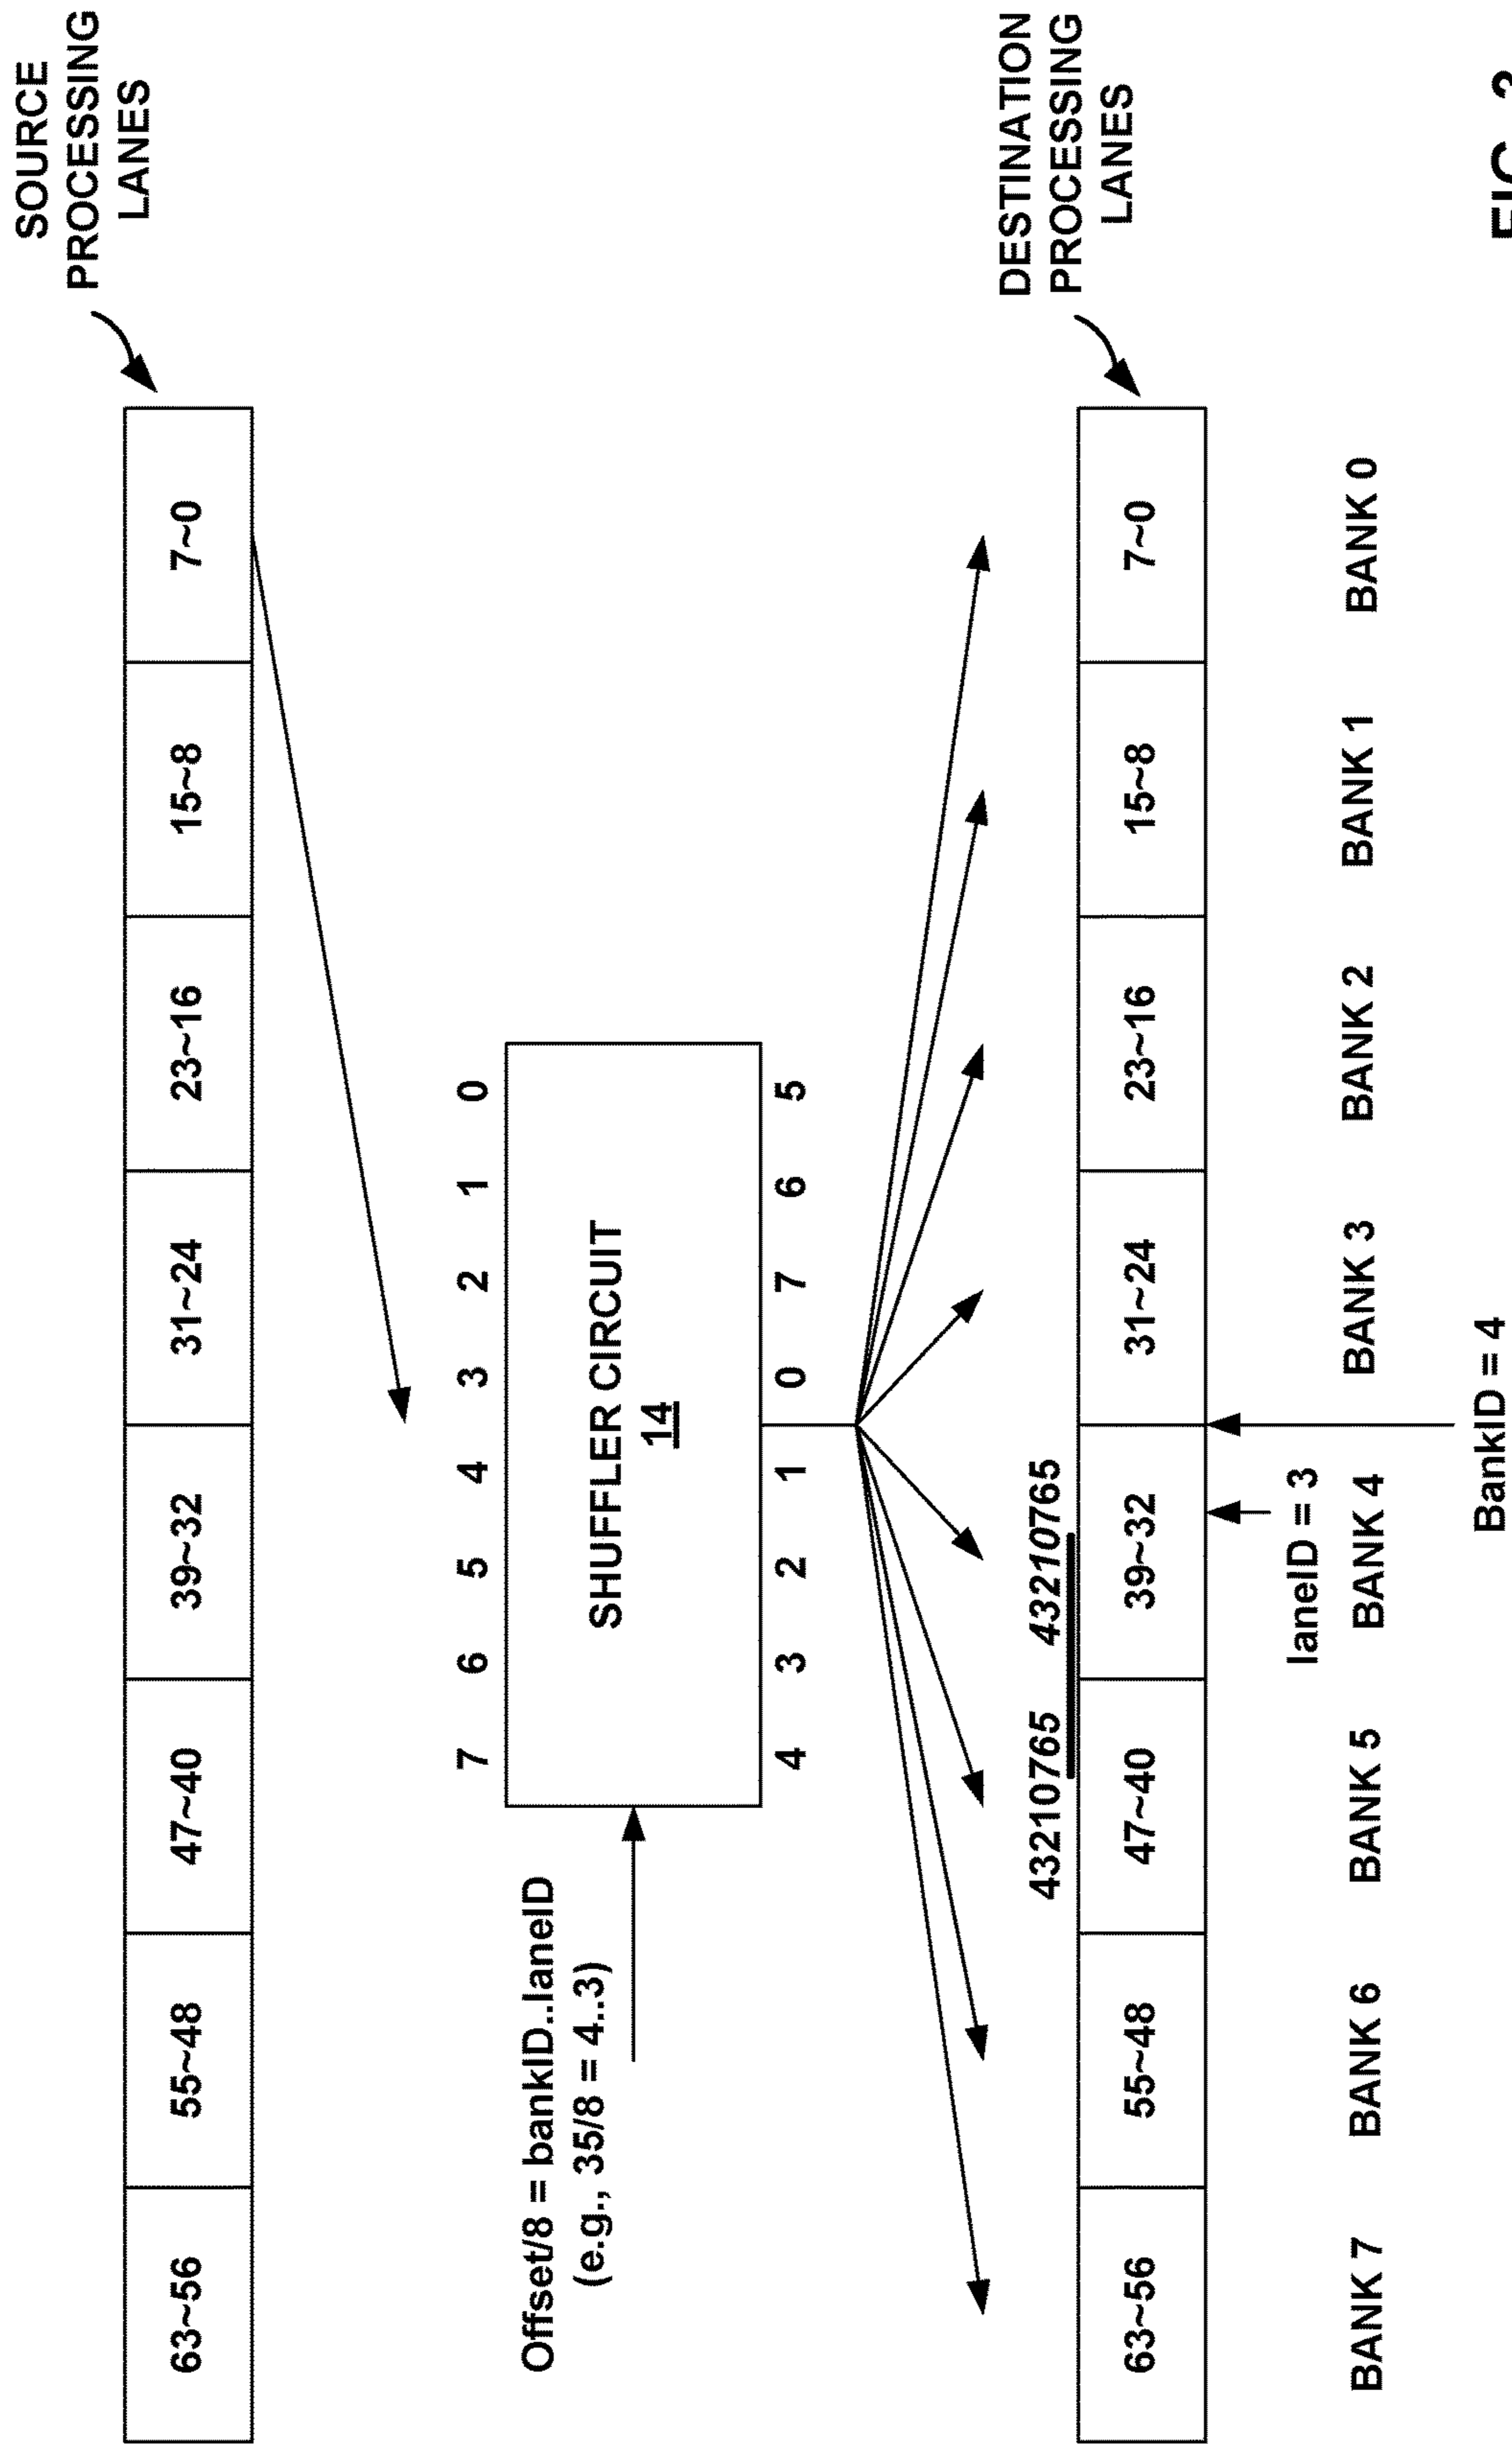 SOURCE
PROCESSING
LANES
63~56 55~48 47~40 39~32 31~24 23~16 15~8 7~0
7 6 5 4 3 2 1 0
Offset/8 = bankID..laneID
(e.g., 35/8 = 4..3)
SHUFFLER CIRCUIT
14
4 3 2 1 0 7 6 5
DESTINATION
PROCESSING
LANES
43210765 43210765
63~56 55~48 47~40 39~32 31~24 23~16 15~8 7~0
laneID = 3
BANK 7 BANK 6 BANK 5 BANK 4 BANK 3 BANK 2 BANK 1 BANK 0
BankID = 4
FIG. 3